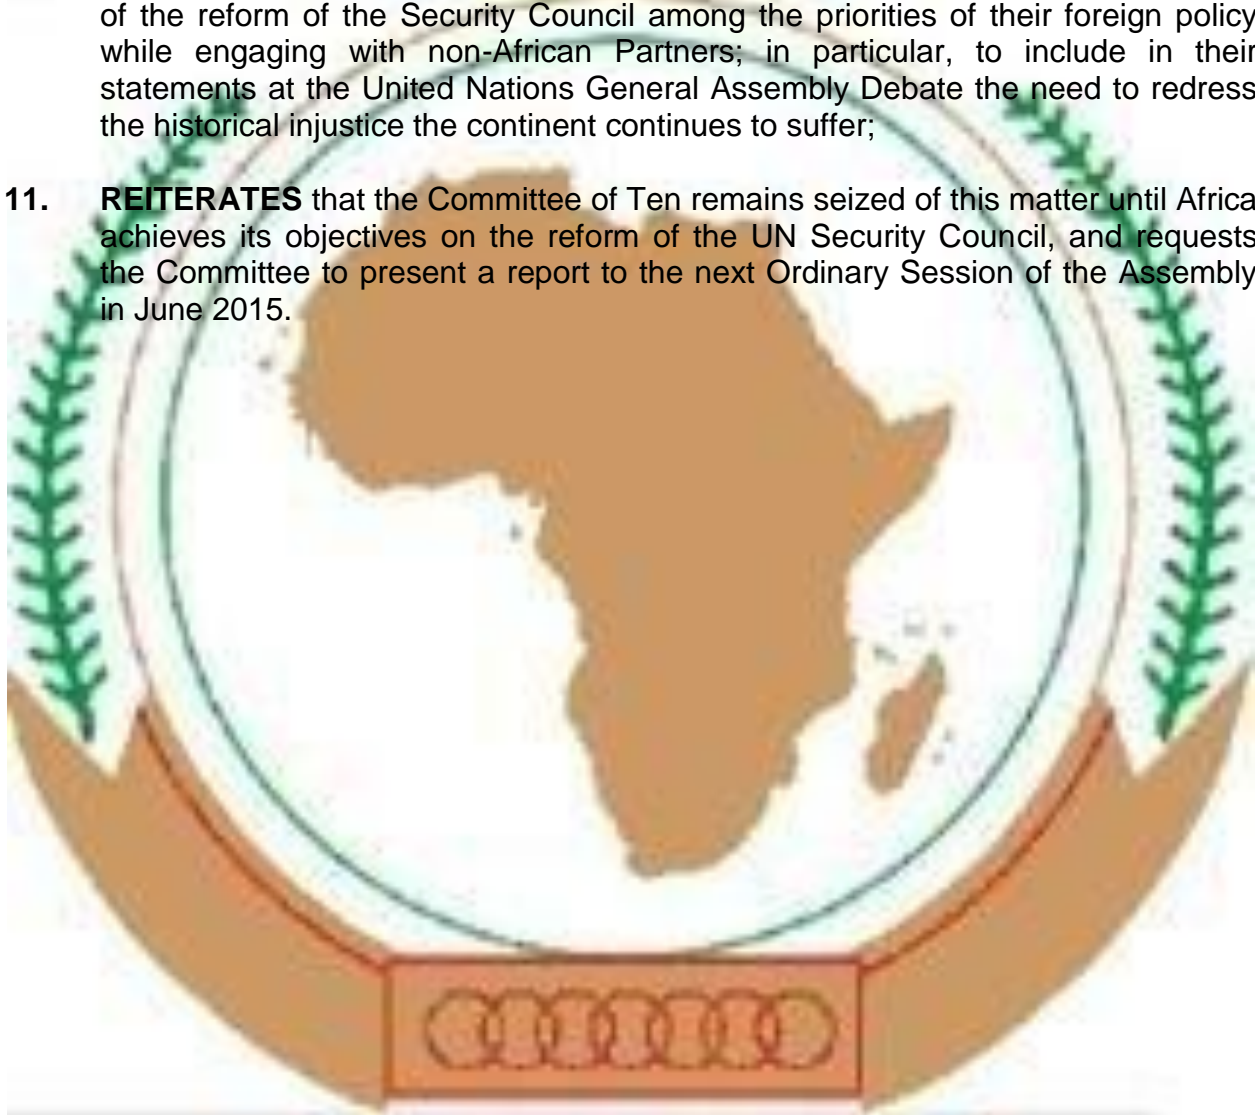 of the reform of the Security Council among the priorities of their foreign policy
while engaging with non-African Partners; in particular, to include in their
statements at the United Nations General Assembly Debate the need to redress
the historical injustice the continent continues to suffer;
11. REITERATES that the Committee of Ten remains seized of this matter until Africa
achieves its objectives on the reform of the UN Security Council, and requests
the Committee to present a report to the next Ordinary Session of the Assembly
in June 2015.